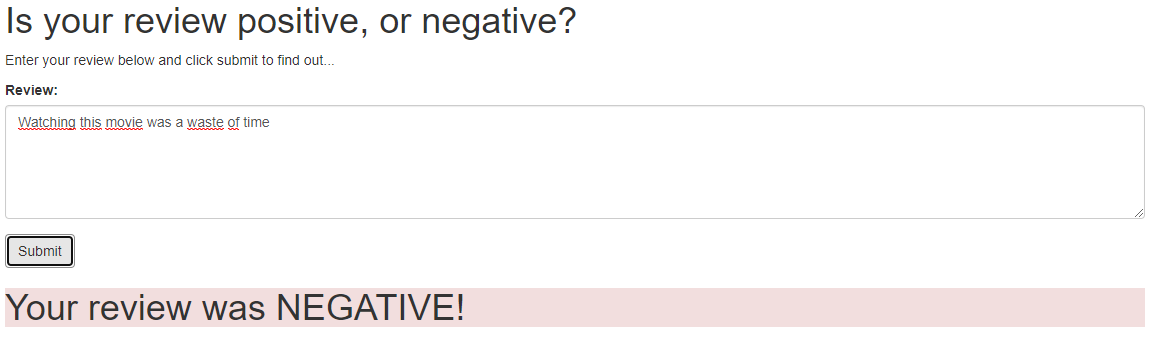 Is your review positive, or negative?
Enter your review below and click submit to find out...
Review:
Watching this movie was a waste of time
Submit
Your review was NEGATIVE!